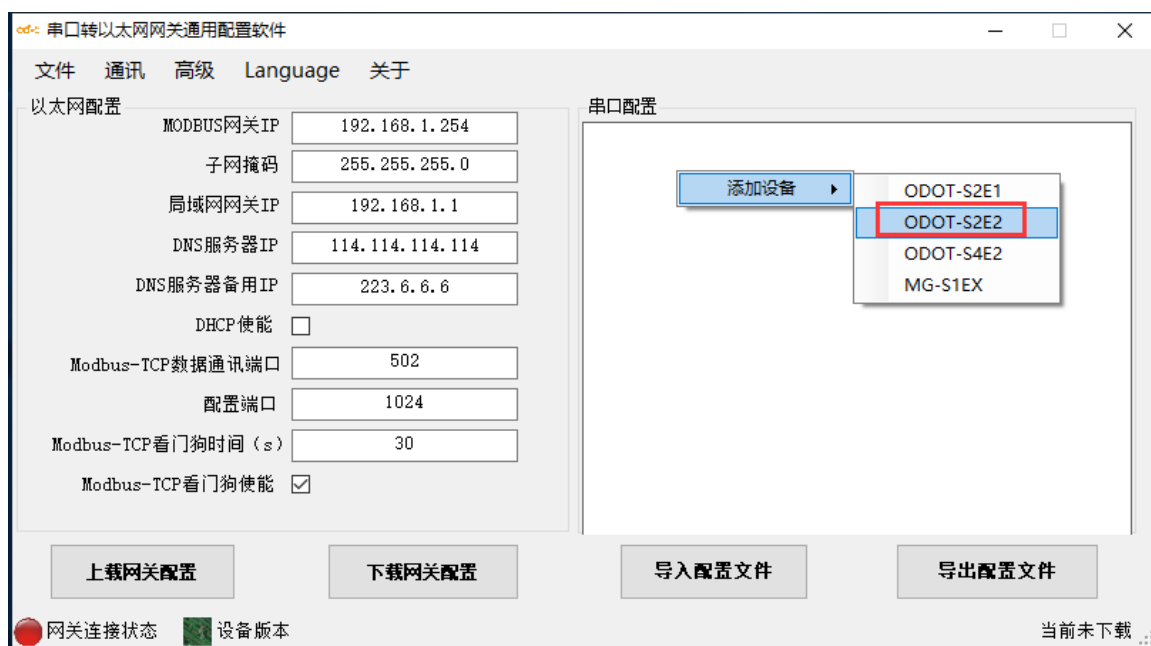 串口转以太网网关通用配置软件
文件 通讯 高级 Language 关于
以太网配置
MODBUS网关IP 192.168.1.254
子网掩码 255.255.255.0
局域网网关IP 192.168.1.1
DNS服务器IP 114.114.114.114
DNS服务器备用IP 223.6.6.6
DHCP使能
Modbus-TCP数据通讯端口 502
配置端口 1024
Modbus-TCP看门狗时间（s） 30
Modbus-TCP看门狗使能
串口配置
添加设备
ODOT-S2E1
ODOT-S2E2
ODOT-S4E2
MG-S1EX
上载网关配置 下载网关配置 导入配置文件 导出配置文件
网关连接状态 设备版本 当前未下载